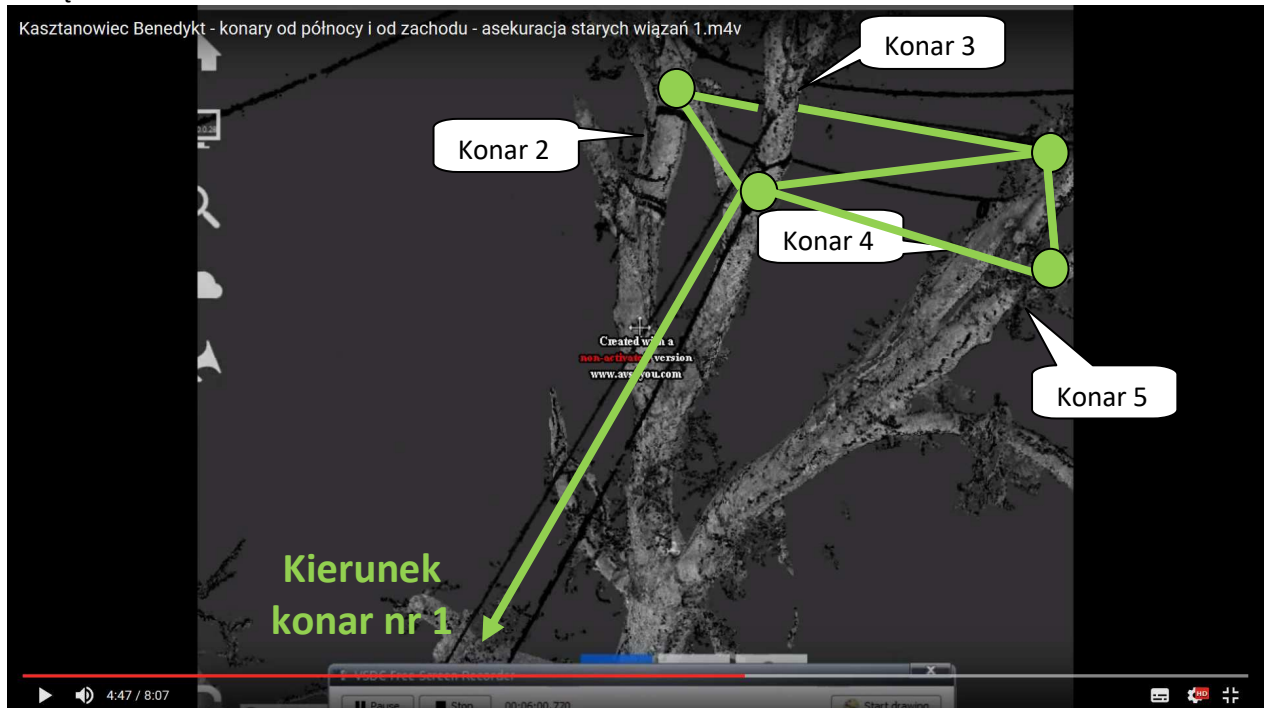 Kasztanowiec Benedykt - konary od północy i od zachodu - asekuracja starych wiązań 1.m4v
Konar 3
Konar 2
Konar 4
Created with a
non-activated version
www.avs4you.com
Konar 5
Kierunek
konar nr 1
VSDC Free Screen Recorder
4:47 / 8:07
HD
Pause
Stop
00:06:00.770
Start drawing